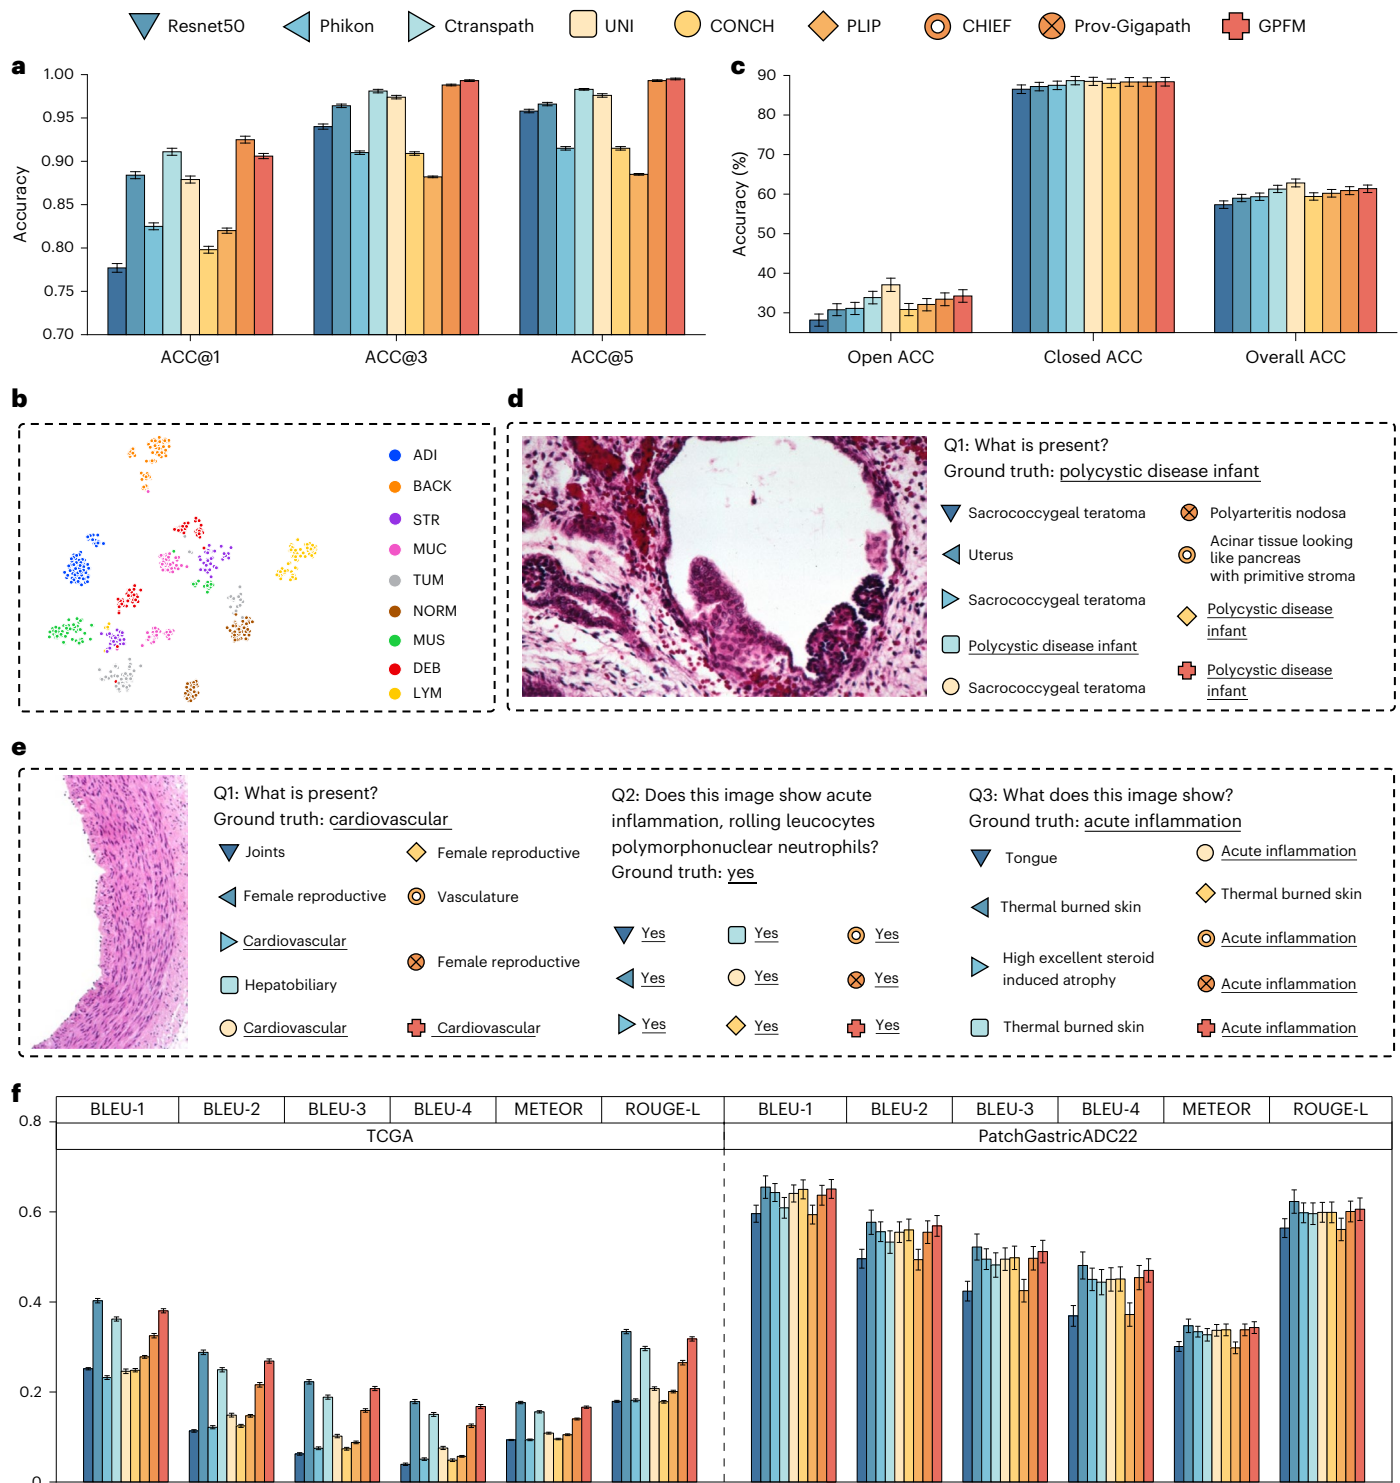 Resnet50 Phikon Ctranspath UNI CONCH PLIP CHIEF Prov-Gigapath GPFM
a
1.00
0.95
0.90
0.85
0.80
0.75
0.70
Accuracy
ACC@1 ACC@3 ACC@5
c
90
80
70
60
50
40
30
Accuracy (%)
Open ACC Closed ACC Overall ACC
b
ADI
BACK
STR
MUC
TUM
NORM
MUS
DEB
LYM
d
Q1: What is present?
Ground truth: polycystic disease infant
Sacrococcygeal teratoma
Uterus
Sacrococcygeal teratoma
Polycystic disease infant
Sacrococcygeal teratoma
Polyarteritis nodosa
Acinar tissue looking
like pancreas
with primitive stroma
Polycystic disease
infant
Polycystic disease
infant
e
Q1: What is present?
Ground truth: cardiovascular
Joints
Female reproductive
Cardiovascular
Hepatobiliary
Cardiovascular
Female reproductive
Vasculature
Female reproductive
Cardiovascular
Q2: Does this image show acute
inflammation, rolling leucocytes
polymorphonuclear neutrophils?
Ground truth: yes
Yes Yes Yes
Yes Yes Yes
Yes Yes Yes
Q3: What does this image show?
Ground truth: acute inflammation
Tongue
Thermal burned skin
High excellent steroid
induced atrophy
Thermal burned skin
Acute inflammation
Thermal burned skin
Acute inflammation
Acute inflammation
Acute inflammation
f
BLEU-1 BLEU-2 BLEU-3 BLEU-4 METEOR ROUGE-L BLEU-1 BLEU-2 BLEU-3 BLEU-4 METEOR ROUGE-L
TCGA PatchGastricADC22
0.8
0.6
0.4
0.2
0